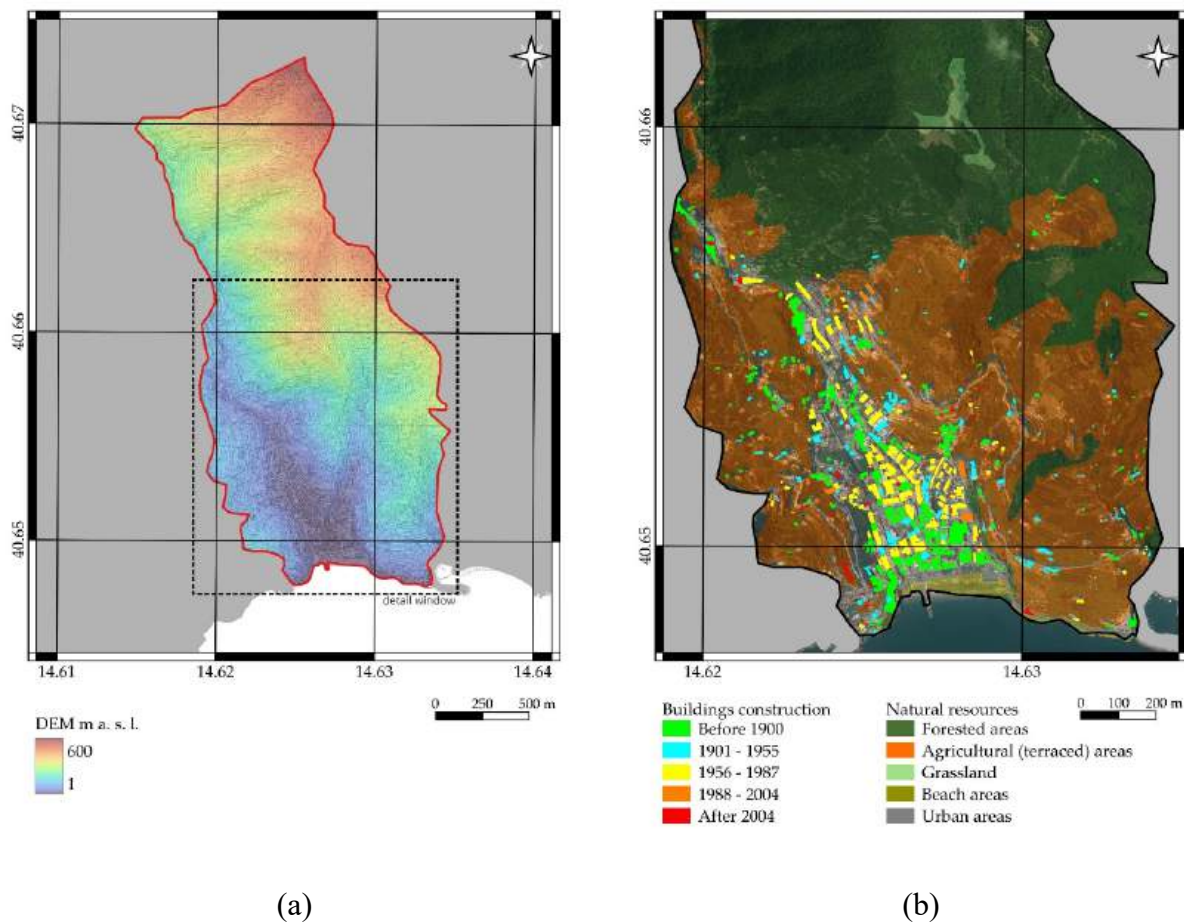 40.67
40.66
40.65
14.61
14.62
14.63
14.64
detail window
0 250 500 m
DEM m a. s. l.
600
1
40.66
40.65
14.62
14.63
0 100 200 m
Buildings construction
Before 1900
1901 - 1955
1956 - 1987
1988 - 2004
After 2004
Natural resources
Forested areas
Agricultural (terraced) areas
Grassland
Beach areas
Urban areas
(a)
(b)